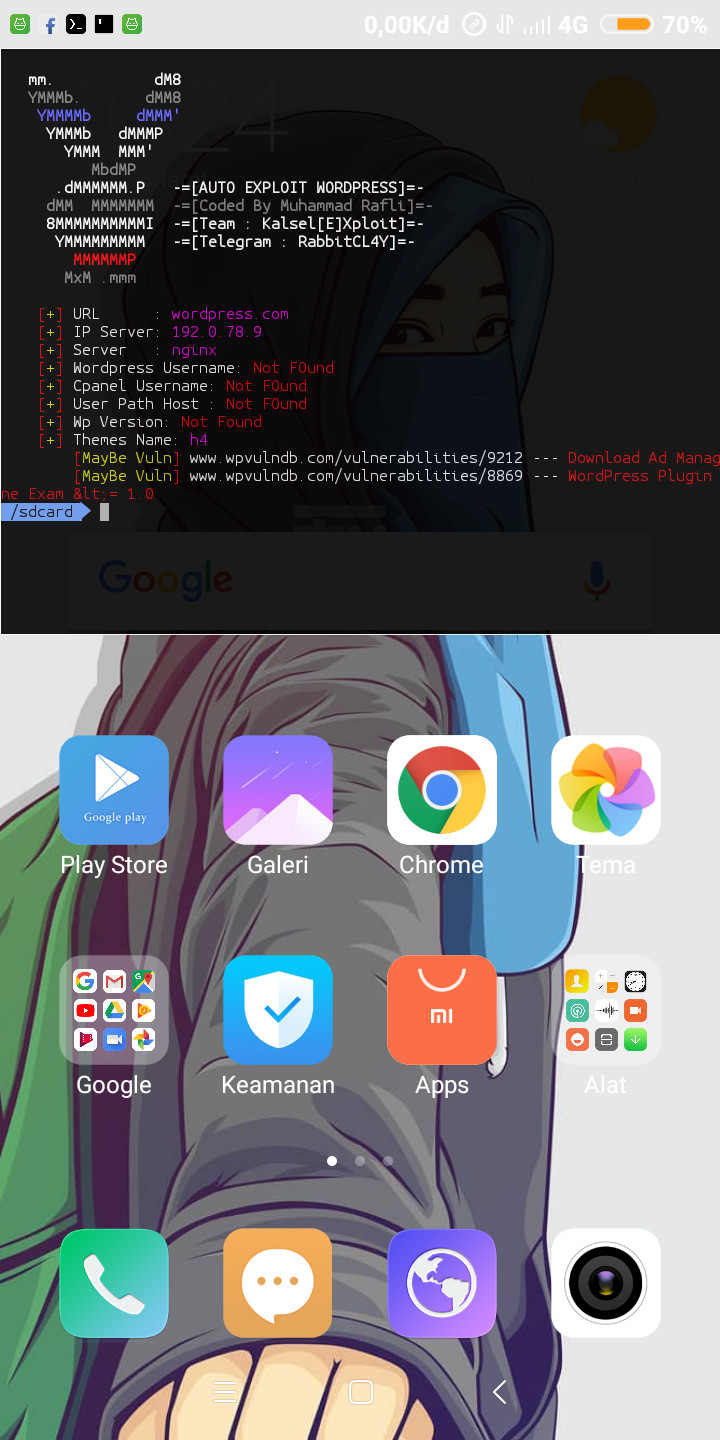 0,00K/d 4G 70%
mm. dM8
YMMMb. dMM8
YMMMMb dMMM'
YMMMb dMMMP
YMMM MMM'
MbdMP
.dMMMMMM.P -=[AUTO EXPLOIT WORDPRESS]=-
dMM MMMMMMM -=[Coded By Muhammad Rafli]=-
8MMMMMMMMMMI -=[Team : Kalsel[E]Xploit]=-
YMMMMMMMMM -=[Telegram : RabbitCL4Y]=-
MMMMMMP
MxM .mmm
[+] URL : wordpress.com
[+] IP Server: 192.0.78.9
[+] Server : nginx
[+] Wordpress Username: Not FOund
[+] Cpanel Username: Not FOund
[+] User Path Host : Not FOund
[+] Wp Version: Not Found
[+] Themes Name: h4
[MayBe Vuln] www.wpvulndb.com/vulnerabilities/9212 --- Download Ad Manag
[MayBe Vuln] www.wpvulndb.com/vulnerabilities/8869 --- WordPress Plugin
ne Exam &lt;= 1.0
/sdcard
Google
Google play
Play Store Galeri Chrome Tema
mi
Google Keamanan Apps Alat